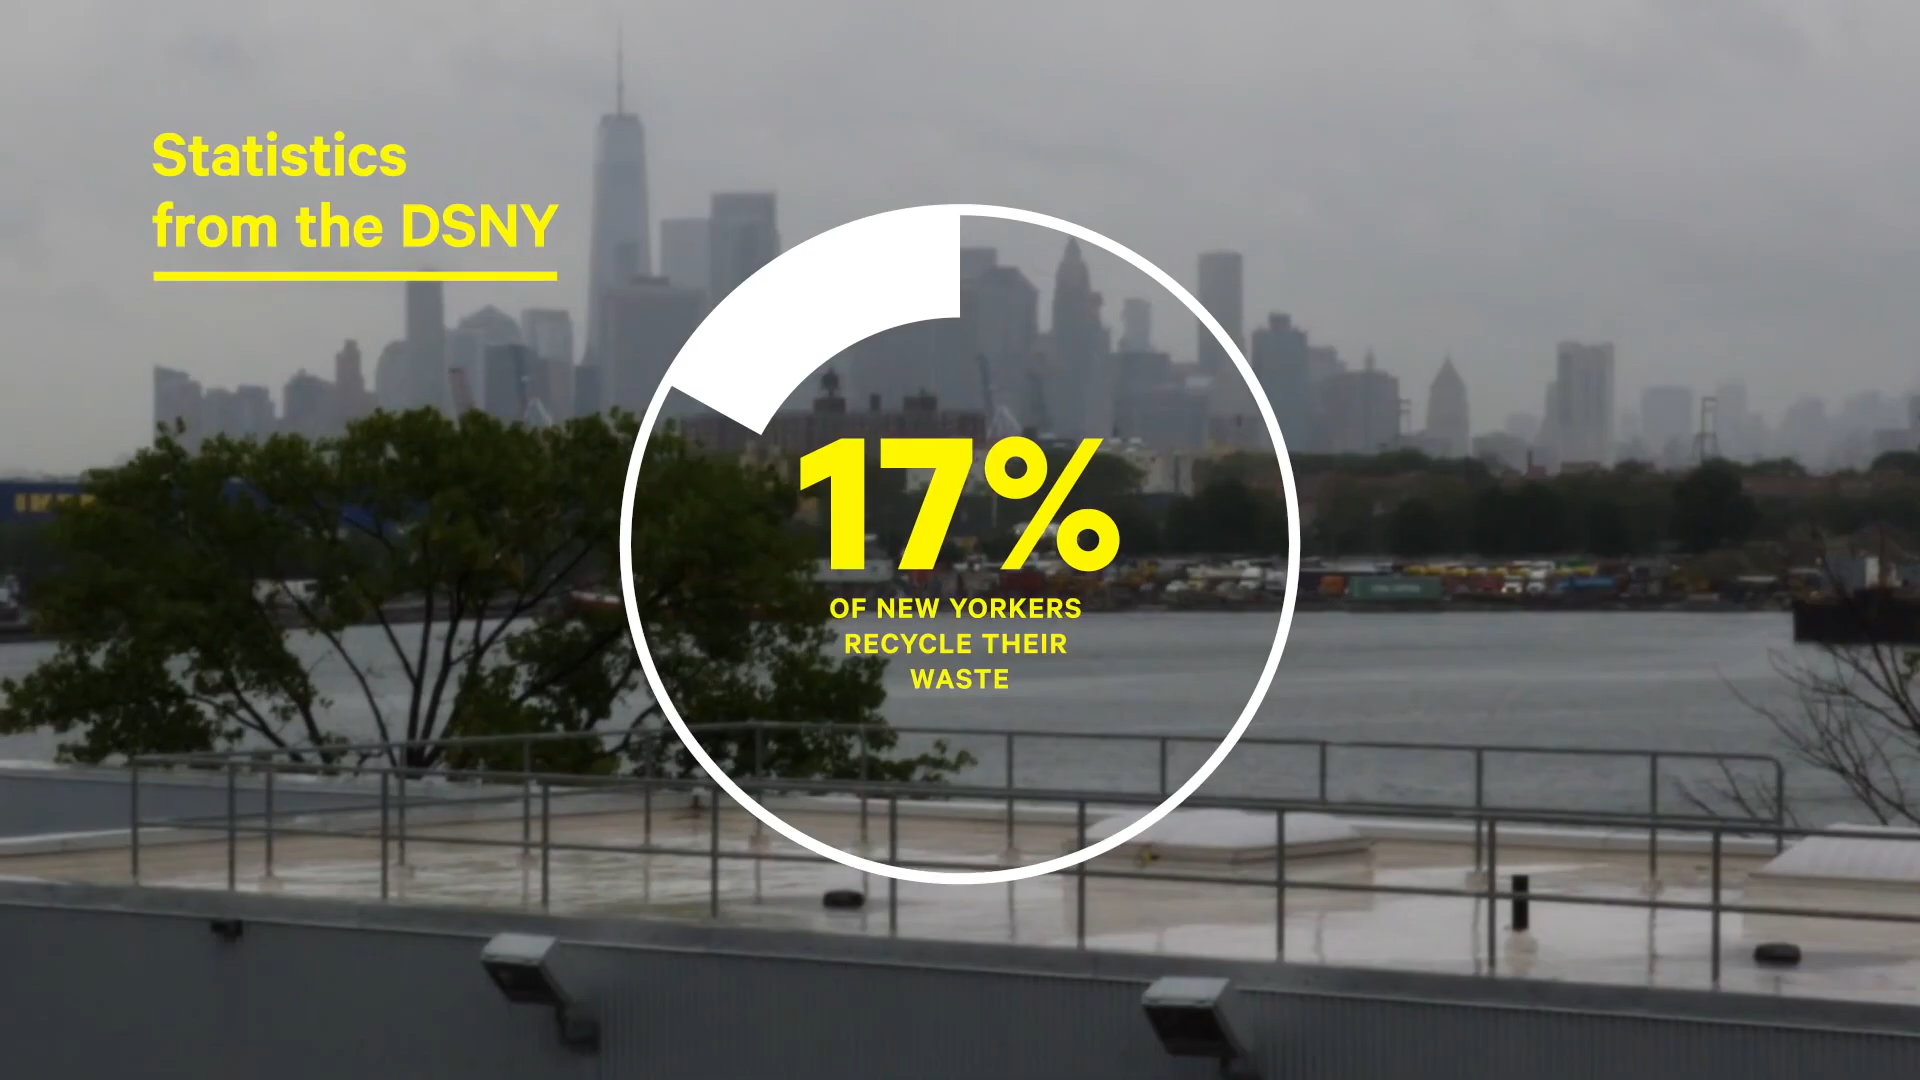 Statistics
from the DSNY
17%
OF NEW YORKERS
RECYCLE THEIR
WASTE